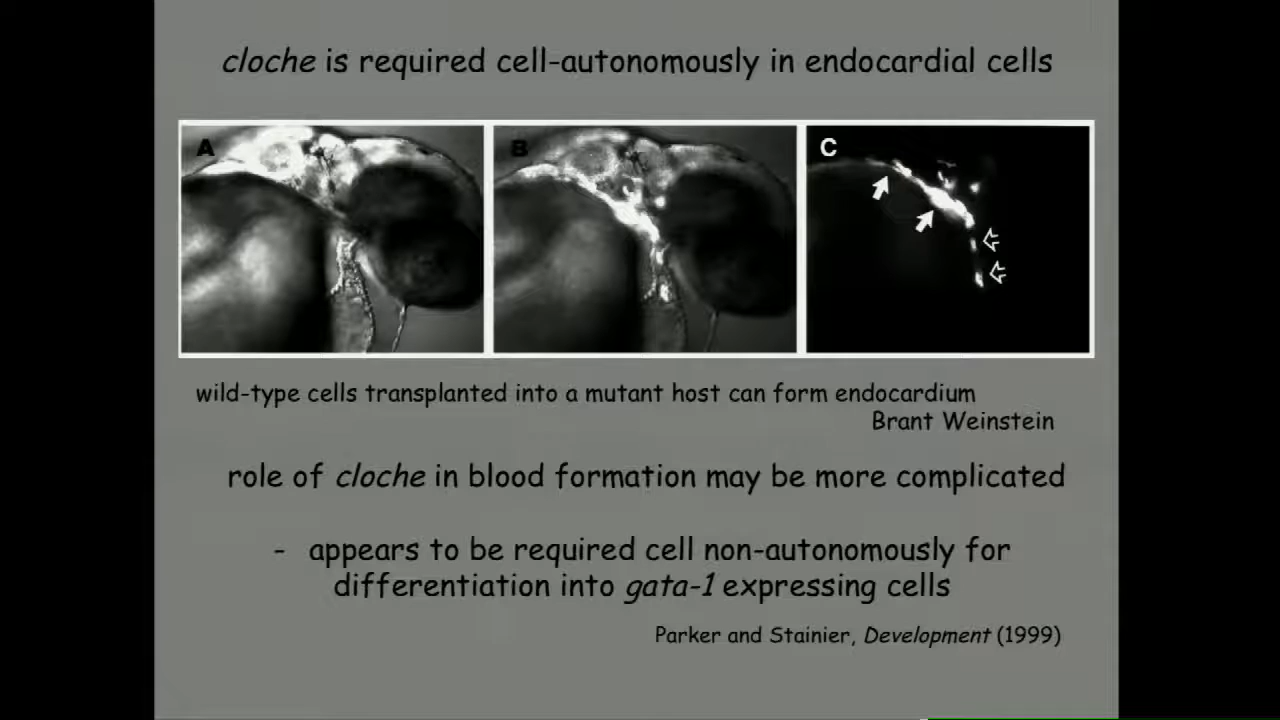 cloche is required cell-autonomously in endocardial cells
A
B
C
wild-type cells transplanted into a mutant host can form endocardium
Brant Weinstein
role of cloche in blood formation may be more complicated
- appears to be required cell non-autonomously for
differentiation into gata-1 expressing cells
Parker and Stainier, Development (1999)